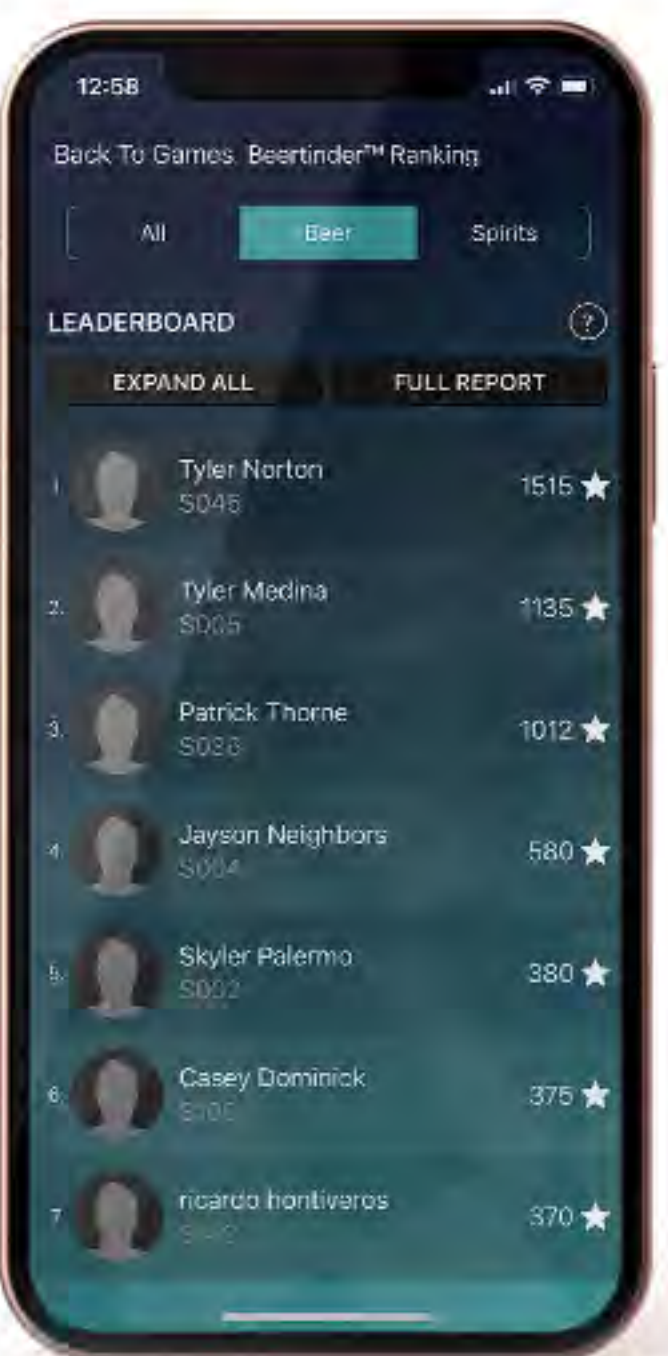 12:58
Back To Games. Beertinder™ Ranking
All Beer Spirits
LEADERBOARD ?
EXPAND ALL FULL REPORT
1. Tyler Norton 1515
S045
2. Tyler Medina 1135
S005
3. Patrick Thorne 1012
S036
4. Jayson Neighbors 580
S004
5. Skyler Palermo 380
S002
6. Casey Dominick 375
7. ricardo hontiveros 370